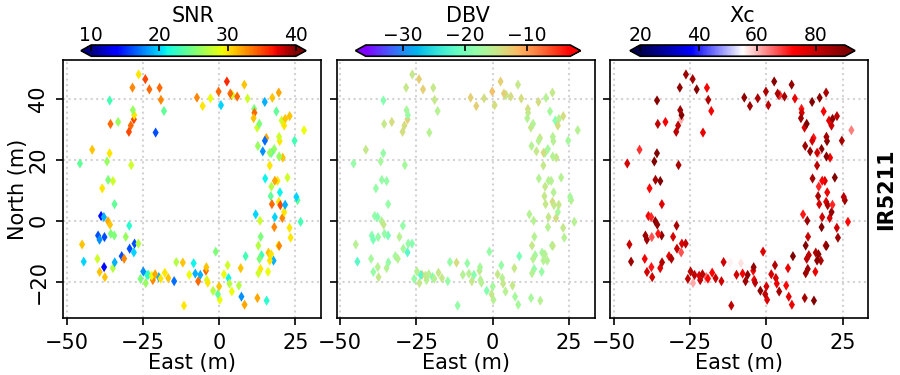 SNR DBV Xc
10 20 30 40 −30 −20 −10 20 40 60 80
40
20
0
−20
North (m)
IR5211
−50 −25 0 25 −50 −25 0 25 −50 −25 0 25
East (m) East (m) East (m)